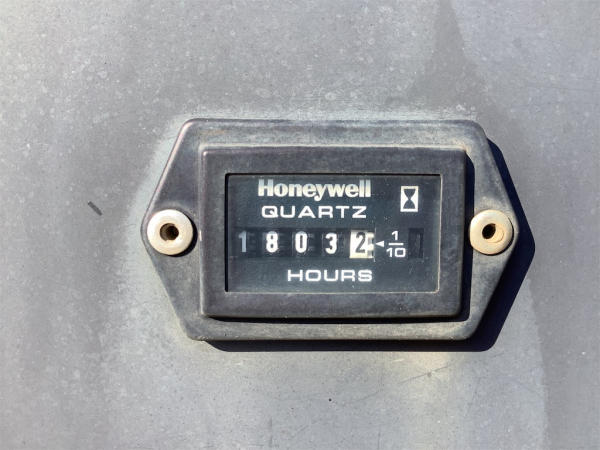 Honeywell
QUARTZ
18032 ◄ 1/10
HOURS